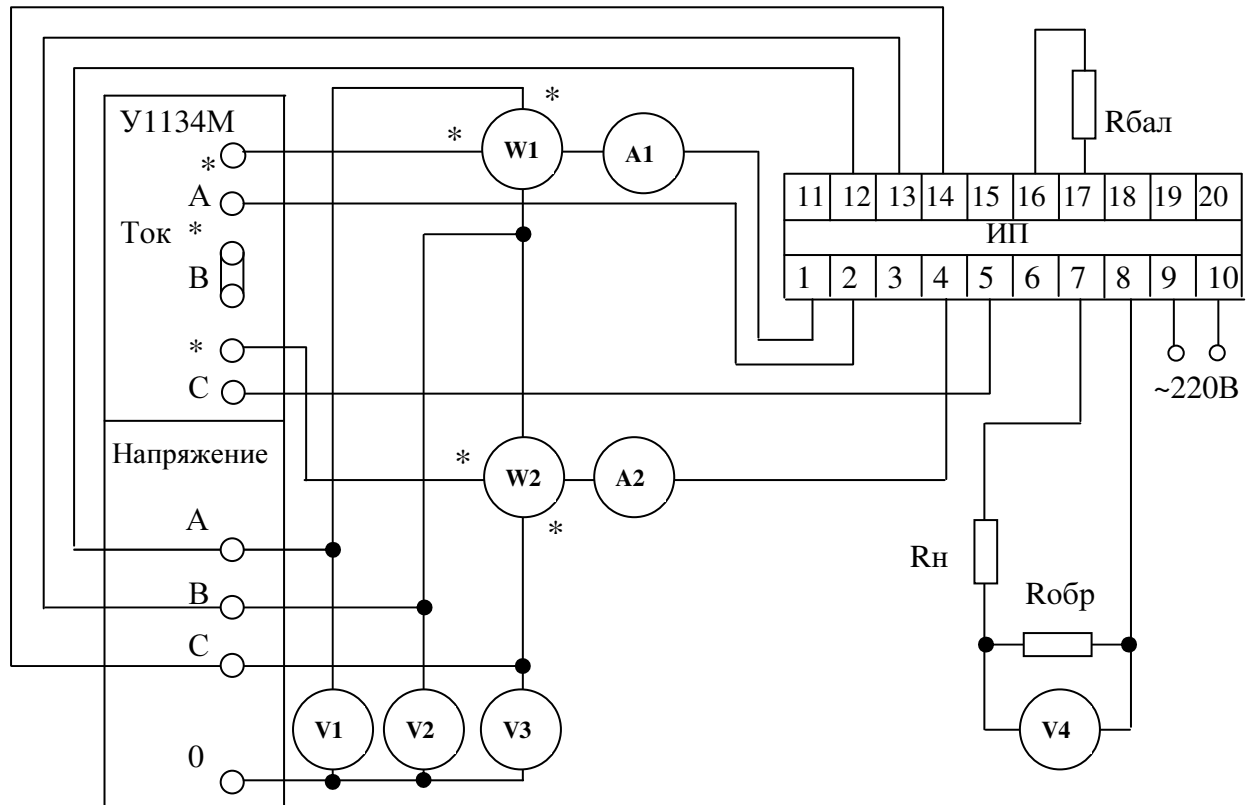 У1134М
*
*
*
W1
A1
Rбал
А
Ток
*
В
*
С
11 12 13 14 15 16 17 18 19 20
ИП
1 2 3 4 5 6 7 8 9 10
~220В
Напряжение
*
W2
A2
*
А
В
С
0
Rн
Rобр
V1
V2
V3
V4